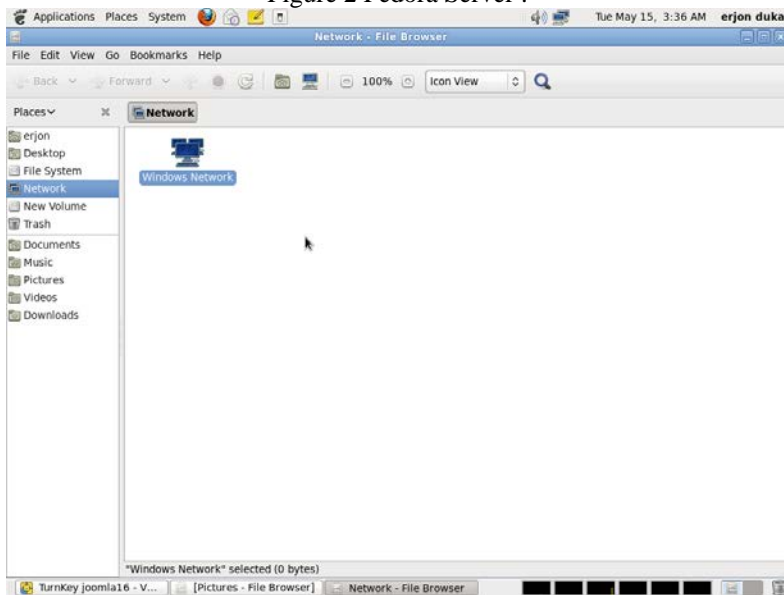 Figure 2 Fedora Server .
Applications Places System Tue May 15, 3:36 AM erjon duka
Network - File Browser
File Edit View Go Bookmarks Help
Back Forward 100% Icon View
Places Network
erjon
Desktop
File System
Network
New Volume
Trash
Documents
Music
Pictures
Videos
Downloads
Windows Network
"Windows Network" selected (0 bytes)
TurnKey joomla16 - V... [Pictures - File Browser] Network - File Browser